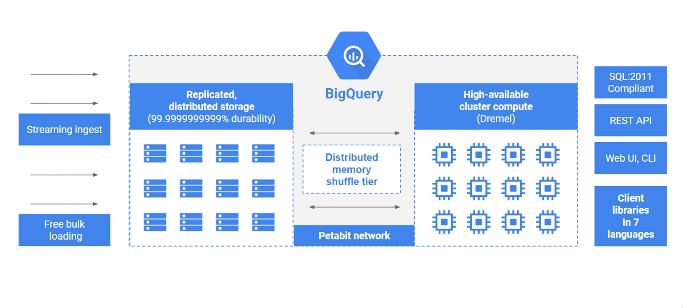 BigQuery
Streaming ingest
Free bulk
loading
Replicated,
distributed storage
(99.9999999999% durability)
Distributed
memory
shuffle tier
Petabit network
High-available
cluster compute
(Dremel)
SQL:2011
Compliant
REST API
Web UI, CLI
Client
libraries
In 7
languages